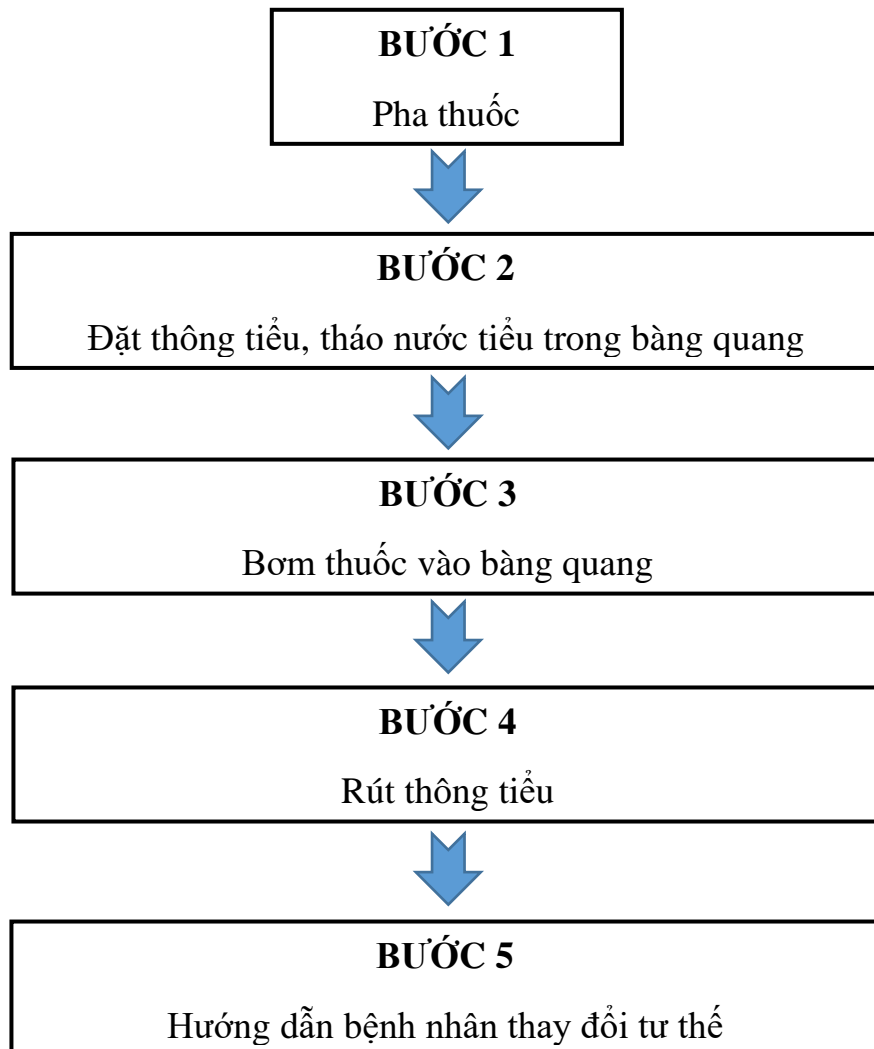 BƯỚC 1
Pha thuốc
BƯỚC 2
Đặt thông tiểu, tháo nước tiểu trong bàng quang
BƯỚC 3
Bơm thuốc vào bàng quang
BƯỚC 4
Rút thông tiểu
BƯỚC 5
Hướng dẫn bệnh nhân thay đổi tư thế